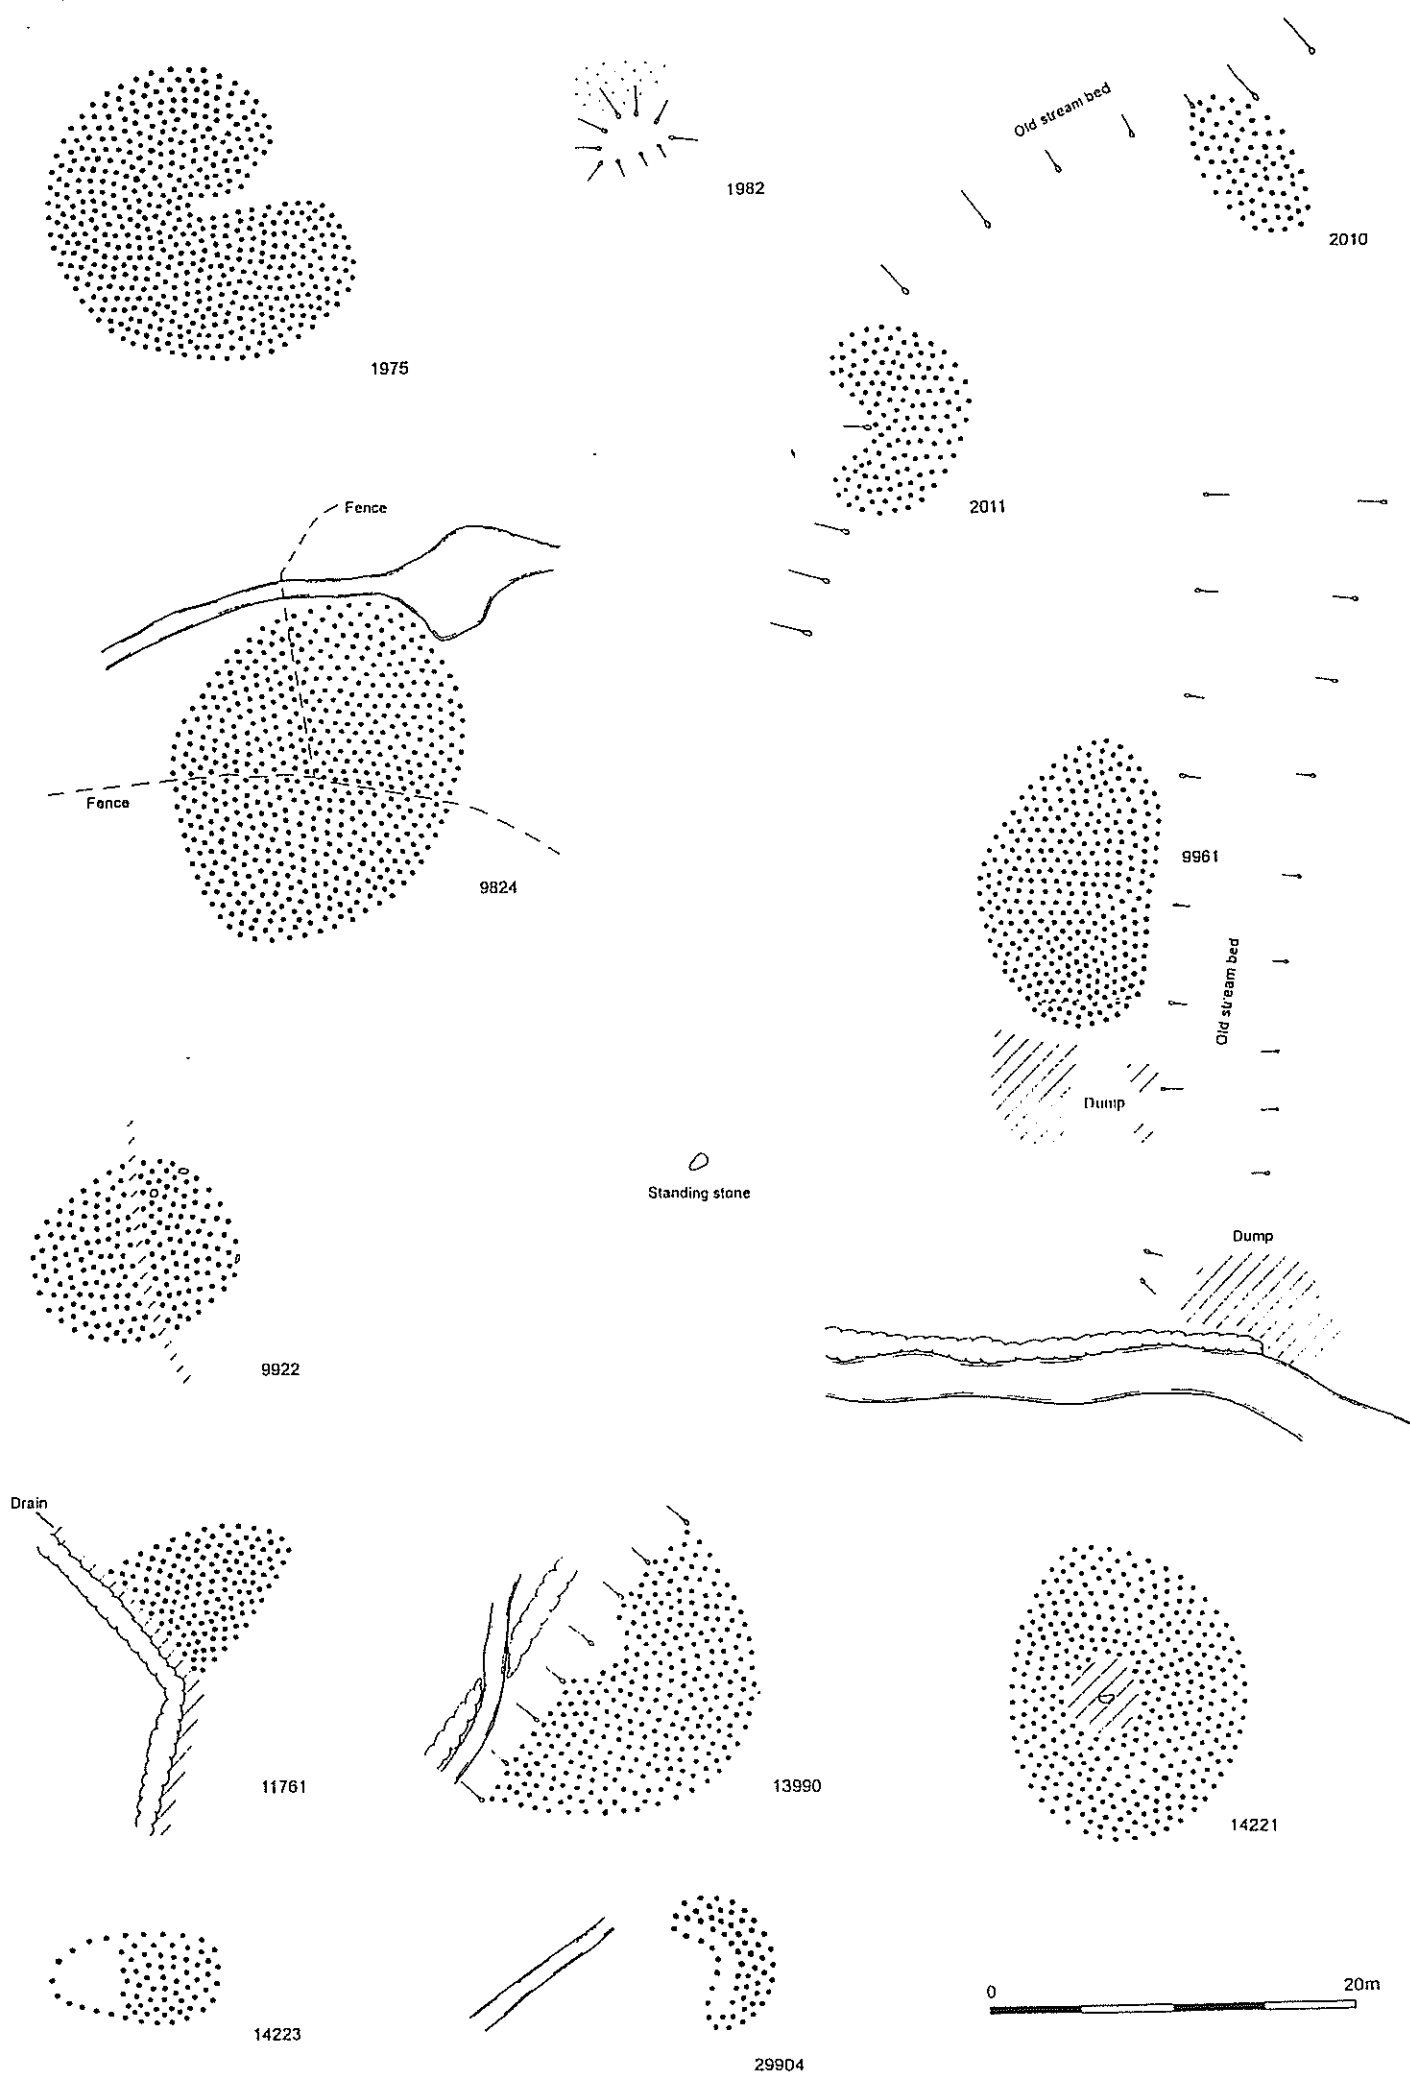 Old stream bed
1982
2010
1975
2011
Fence
Fence
9824
9961
Old stream bed
Dump
Standing stone
Dump
9922
Drain
11761
13990
14221
14223
29904
0
20m